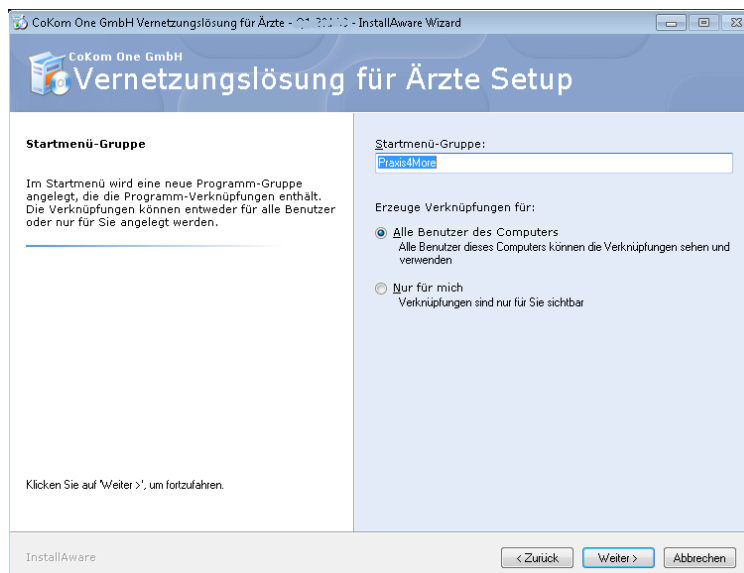 CoKom One GmbH Vernetzungslösung für Ärzte - - InstallAware Wizard
CoKom One GmbH
Vernetzungslösung für Ärzte Setup
Startmenü-Gruppe
Im Startmenü wird eine neue Programm-Gruppe
angelegt, die die Programm-Verknüpfungen enthält.
Die Verknüpfungen können entweder für alle Benutzer
oder nur für Sie angelegt werden.
Klicken Sie auf 'Weiter >', um fortzufahren.
Startmenü-Gruppe:
Praxis4More
Erzeuge Verknüpfungen für:
Alle Benutzer des Computers
Alle Benutzer dieses Computers können die Verknüpfungen sehen und
verwenden
Nur für mich
Verknüpfungen sind nur für Sie sichtbar
InstallAware
< Zurück
Weiter >
Abbrechen